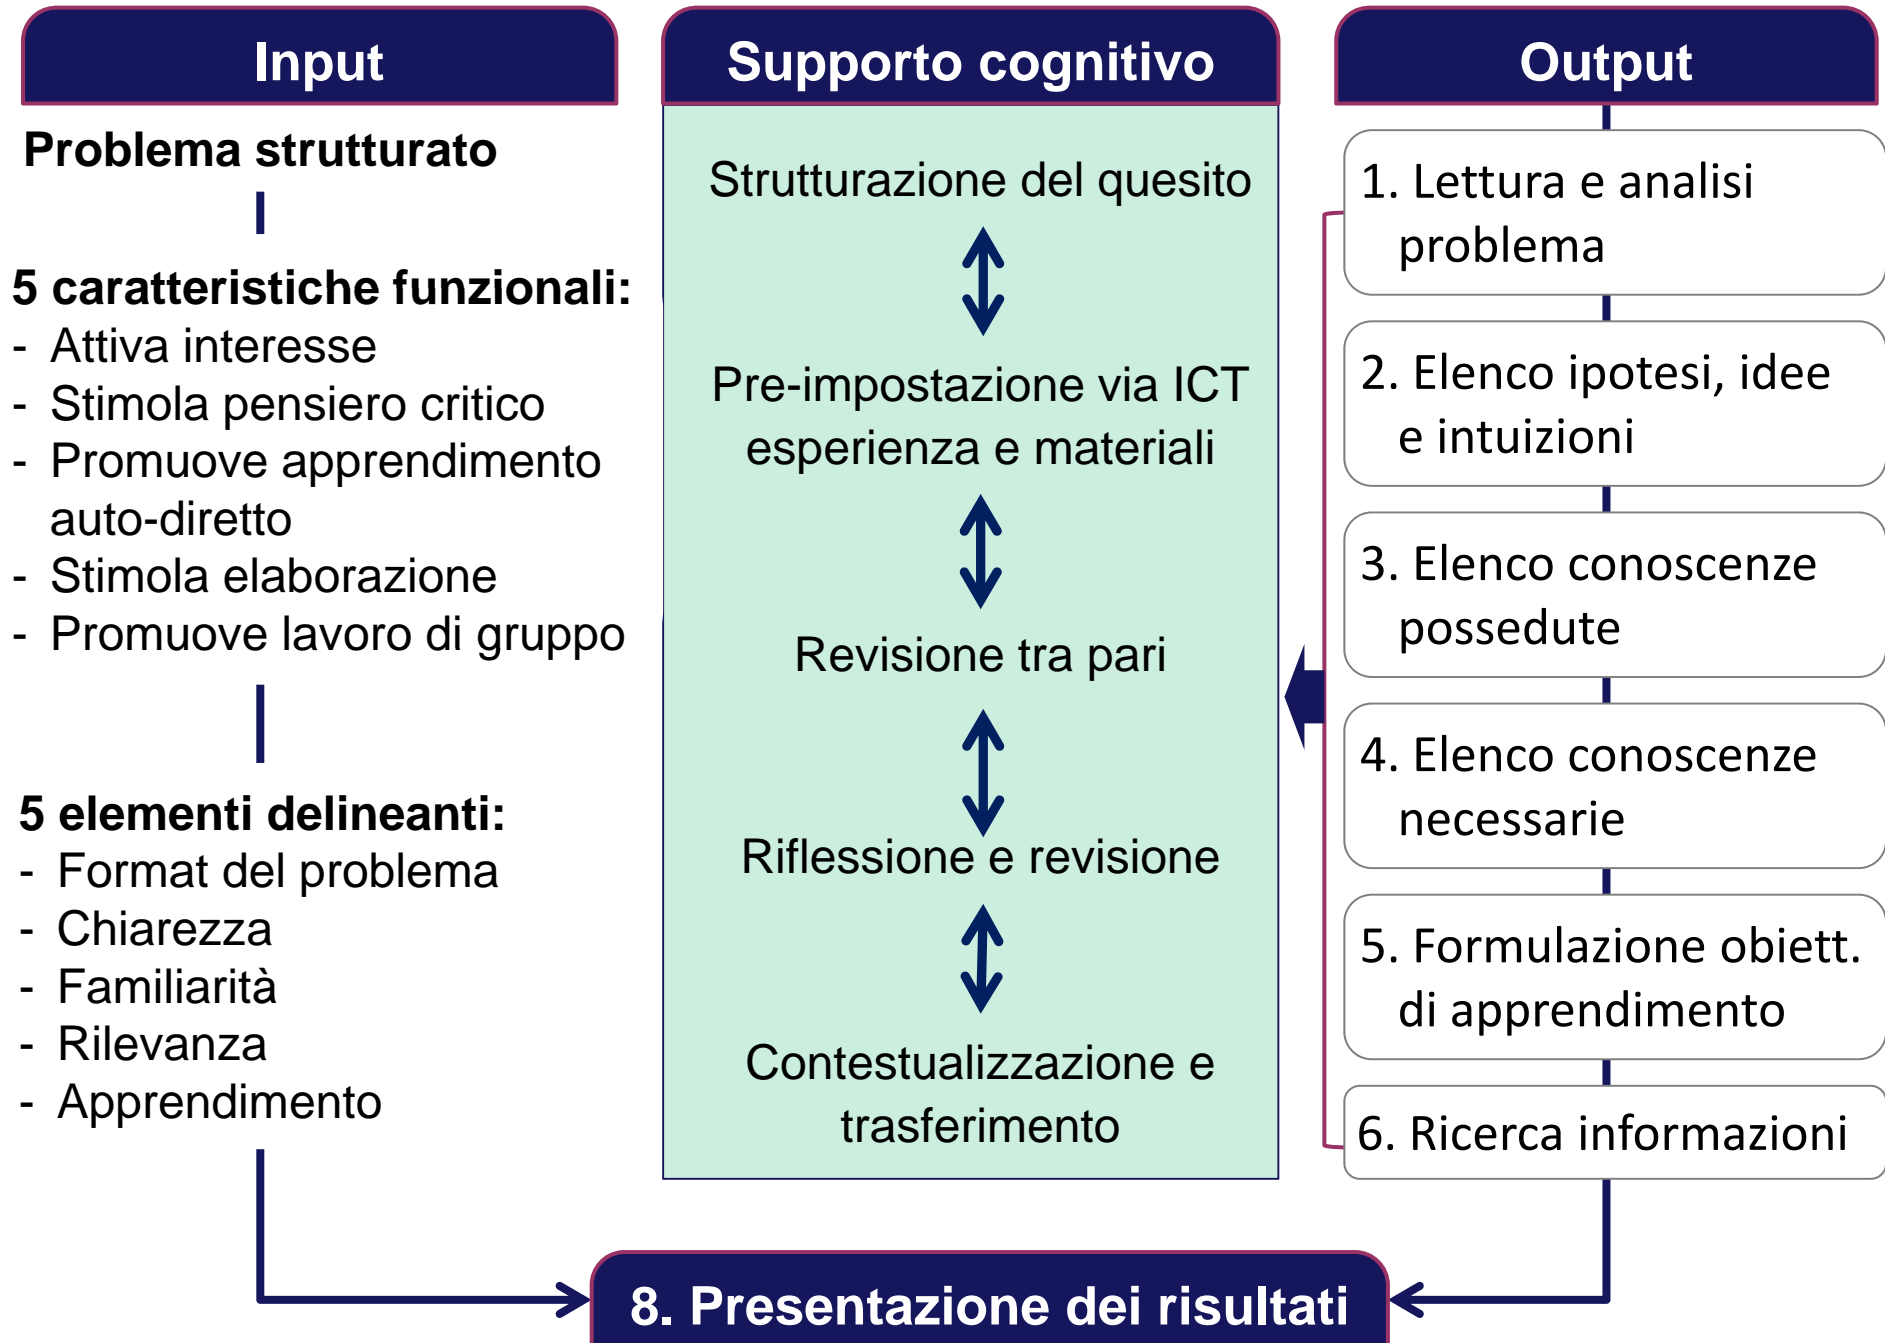 Input
Problema strutturato
5 caratteristiche funzionali:
- Attiva interesse
- Stimola pensiero critico
- Promuove apprendimento
auto-diretto
- Stimola elaborazione
- Promuove lavoro di gruppo
5 elementi delineanti:
- Format del problema
- Chiarezza
- Familiarità
- Rilevanza
- Apprendimento
Supporto cognitivo
Strutturazione del quesito
Pre-impostazione via ICT
esperienza e materiali
Revisione tra pari
Riflessione e revisione
Contestualizzazione e
trasferimento
Output
1. Lettura e analisi
problema
2. Elenco ipotesi, idee
e intuizioni
3. Elenco conoscenze
possedute
4. Elenco conoscenze
necessarie
5. Formulazione obiett.
di apprendimento
6. Ricerca informazioni
8. Presentazione dei risultati